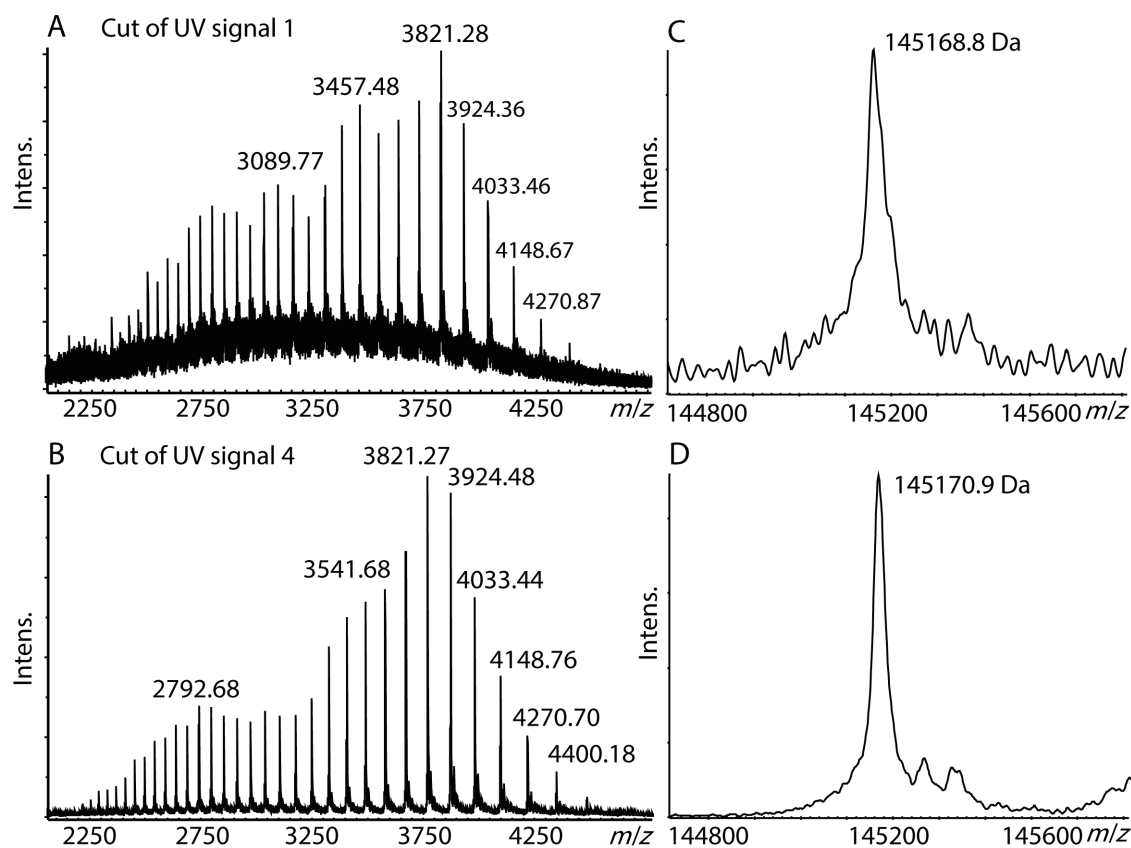 A Cut of UV signal 1
3821.28
3457.48
3924.36
3089.77
4033.46
4148.67
4270.87
Intens.
2250 2750 3250 3750 4250 m/z
C
145168.8 Da
Intens.
144800 145200 145600 m/z
B Cut of UV signal 4
3821.27
3924.48
3541.68
4033.44
4148.76
2792.68
4270.70
4400.18
Intens.
2250 2750 3250 3750 4250 m/z
D
145170.9 Da
Intens.
144800 145200 145600 m/z